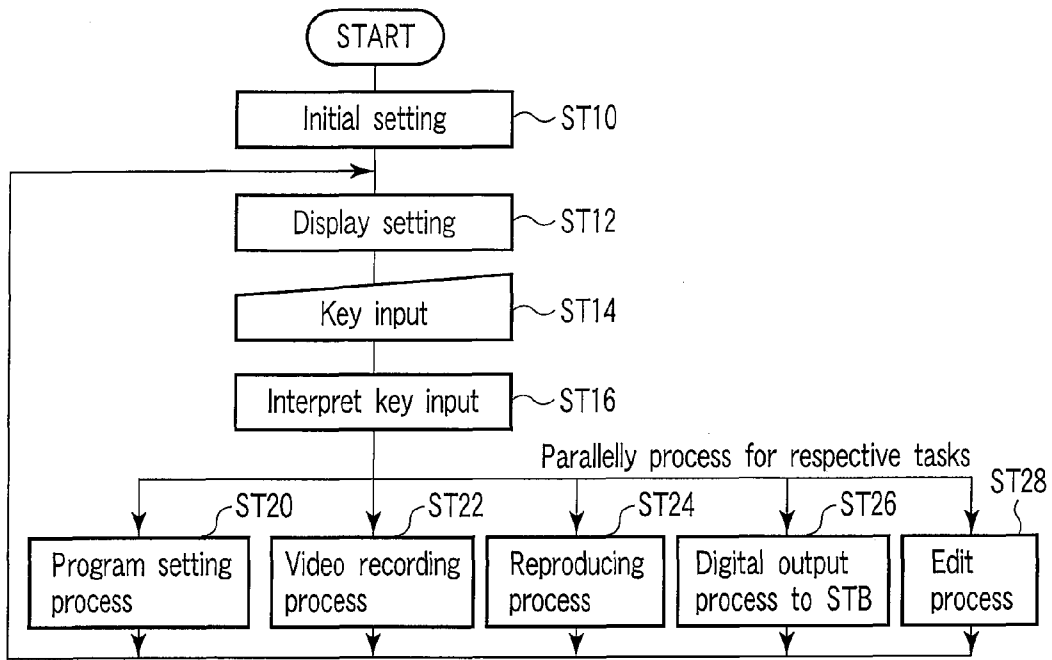 START
Initial setting
ST10
Display setting
ST12
Key input
ST14
Interpret key input
ST16
Parallelly process for respective tasks
ST20
ST22
ST24
ST26
ST28
Program setting
process
Video recording
process
Reproducing
process
Digital output
process to STB
Edit
process